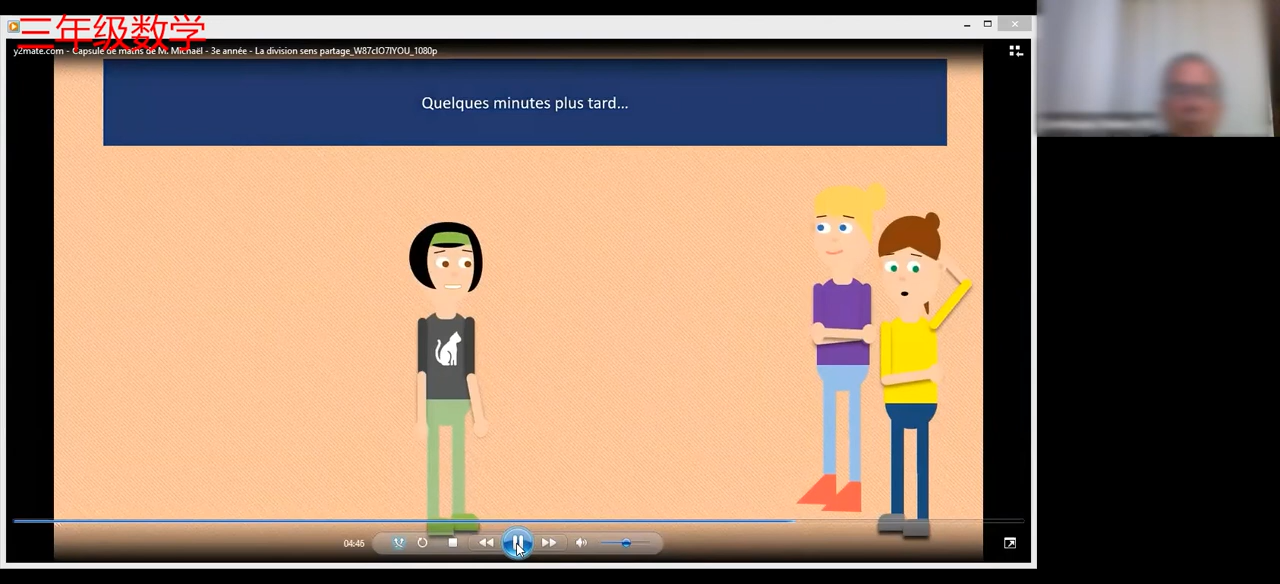 三年级数学
y2mate.com - Capsule de maths de M. Michaël - 3e année - La division sens partage_W87cIO7IYOU_1080p
Quelques minutes plus tard...
04:46